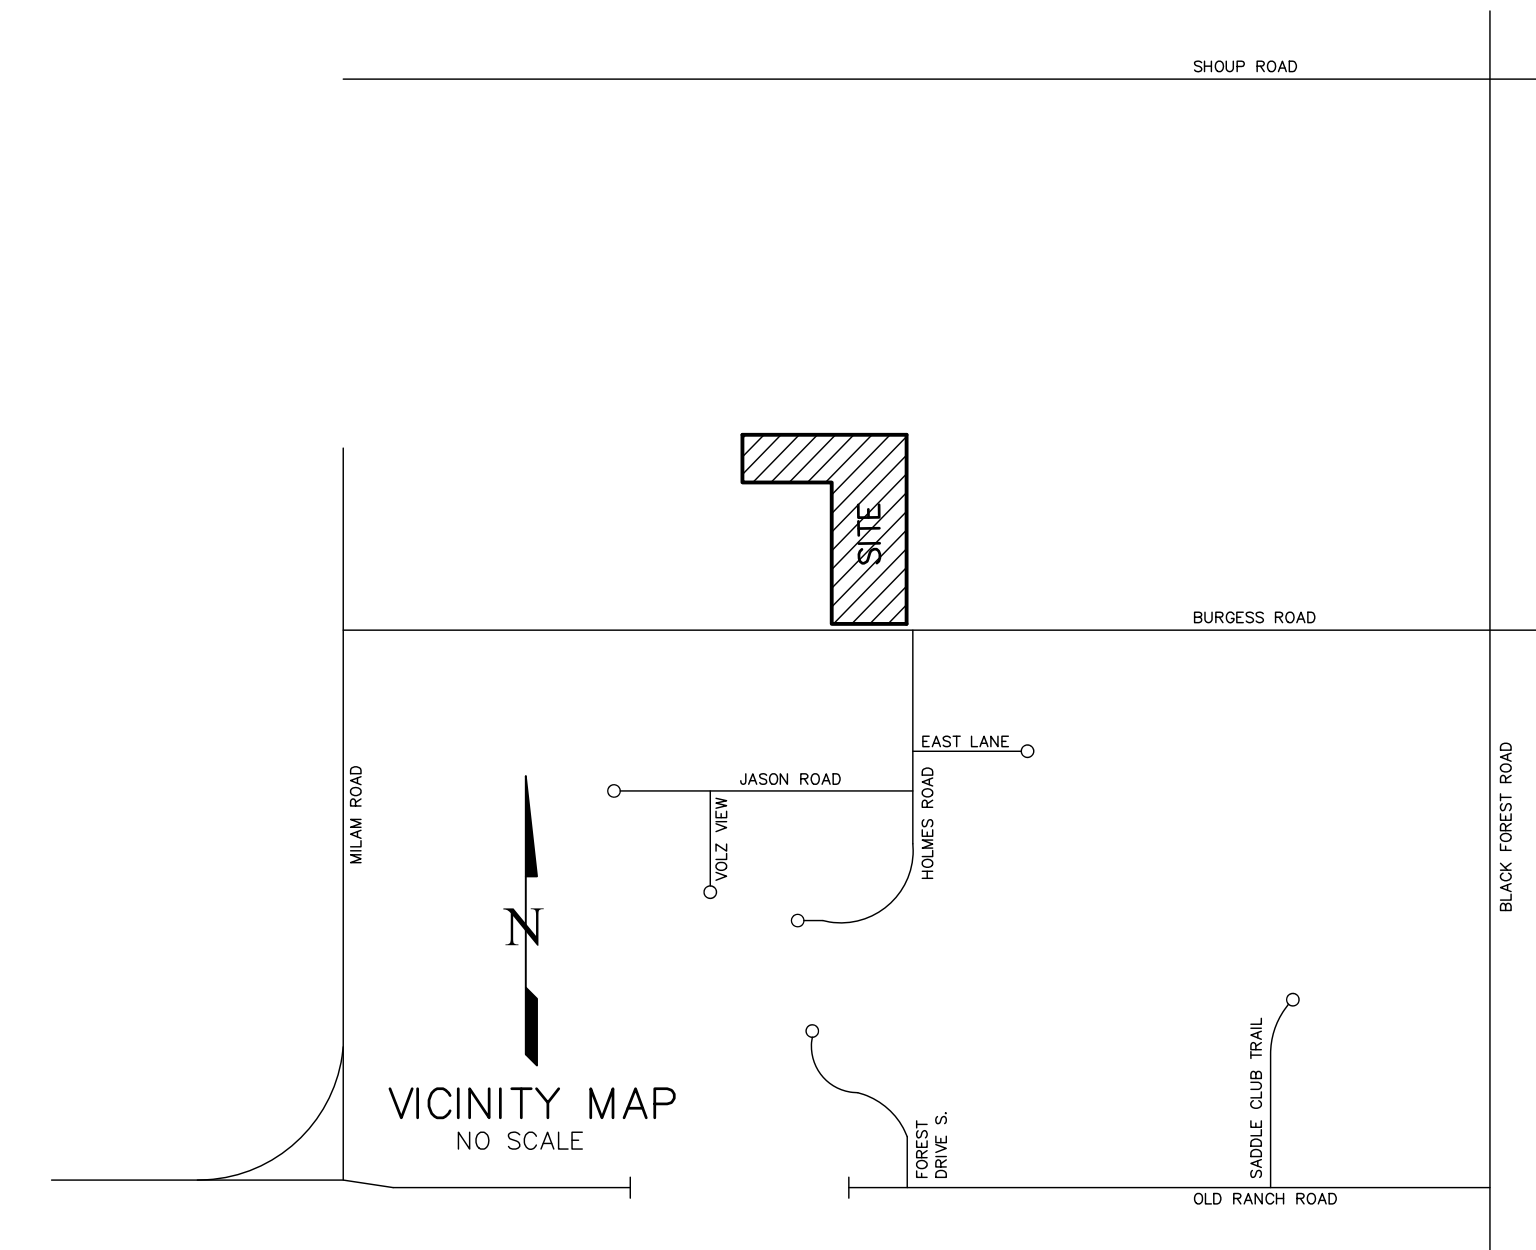 SHOUP ROAD
SITE
BURGESS ROAD
EAST LANE
JASON ROAD
MILAM ROAD
VOLZ VIEW
HOLMES ROAD
BLACK FOREST ROAD
N
VICINITY MAP
NO SCALE
FOREST
DRIVE S.
SADDLE CLUB TRAIL
OLD RANCH ROAD